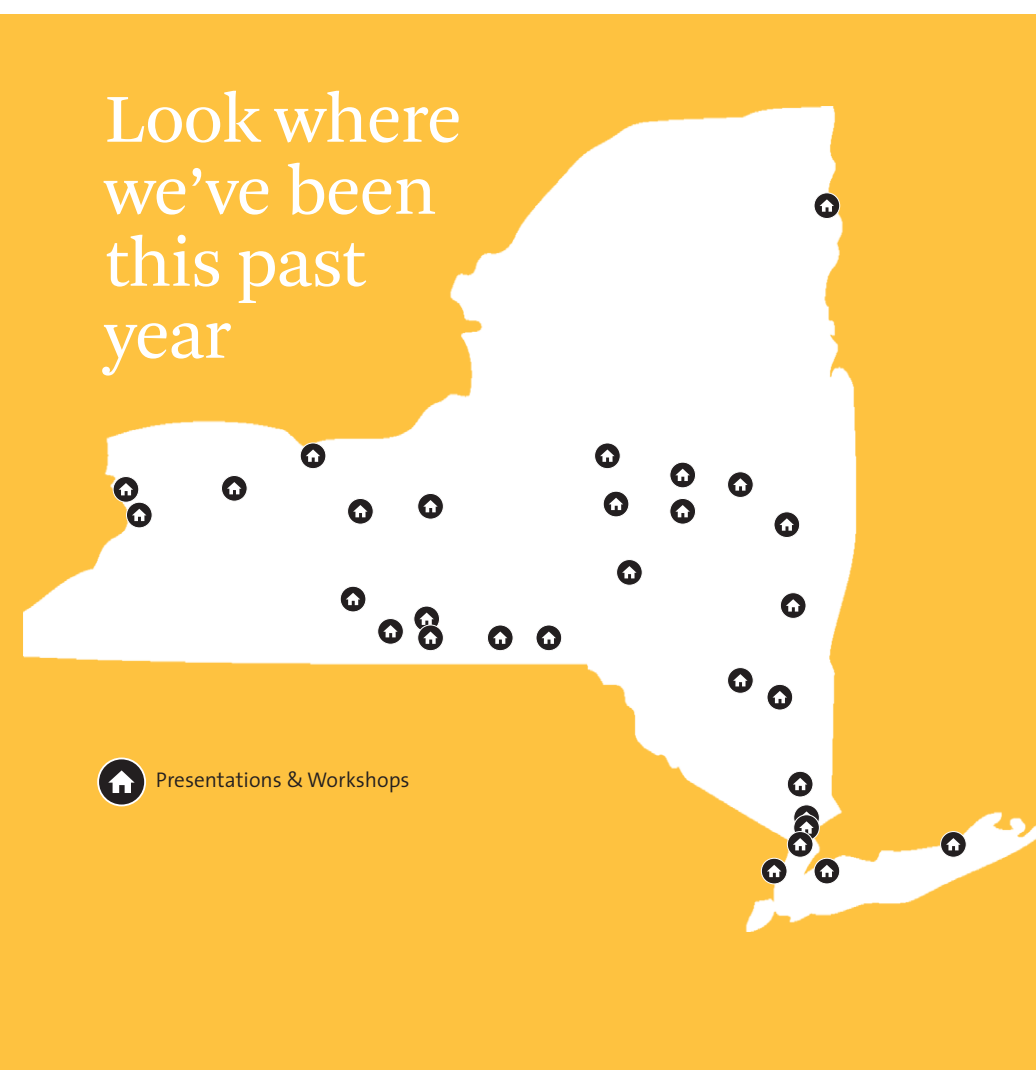 Look where
we’ve been
this past
year
Presentations & Workshops